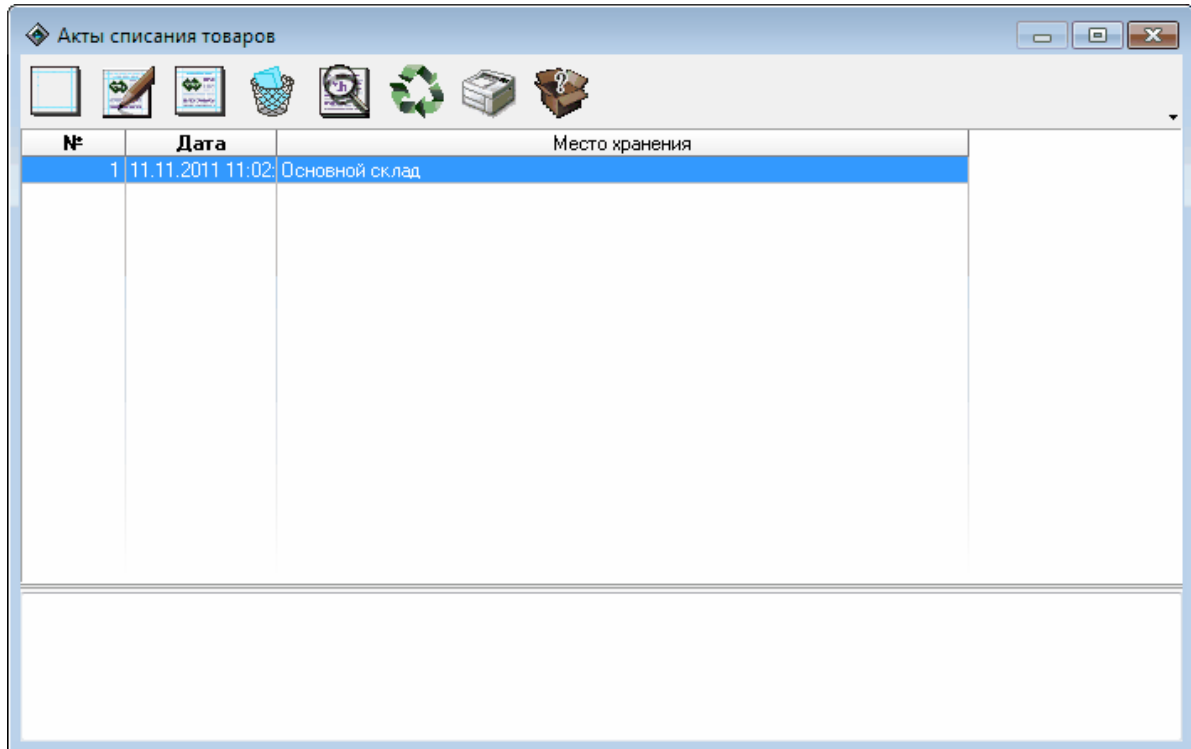 Акты списания товаров
№ Дата Место хранения
1 11.11.2011 11:02: Основной склад